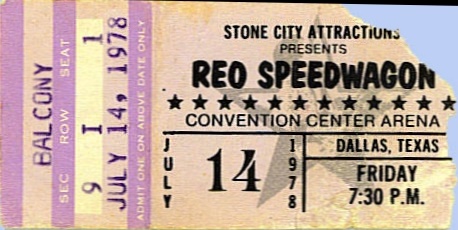 BALCONY
SEC ROW SEAT
9 I 1
JULY 14, 1978
ADMIT ONE ON ABOVE DATE ONLY
STONE CITY ATTRACTIONS
PRESENTS
REO SPEEDWAGON
★ ★ ★ ★ ★ ★ ★ ★ ★ ★ ★ ★ ★
CONVENTION CENTER ARENA
JULY
14
1978
DALLAS, TEXAS
FRIDAY
7:30 P.M.